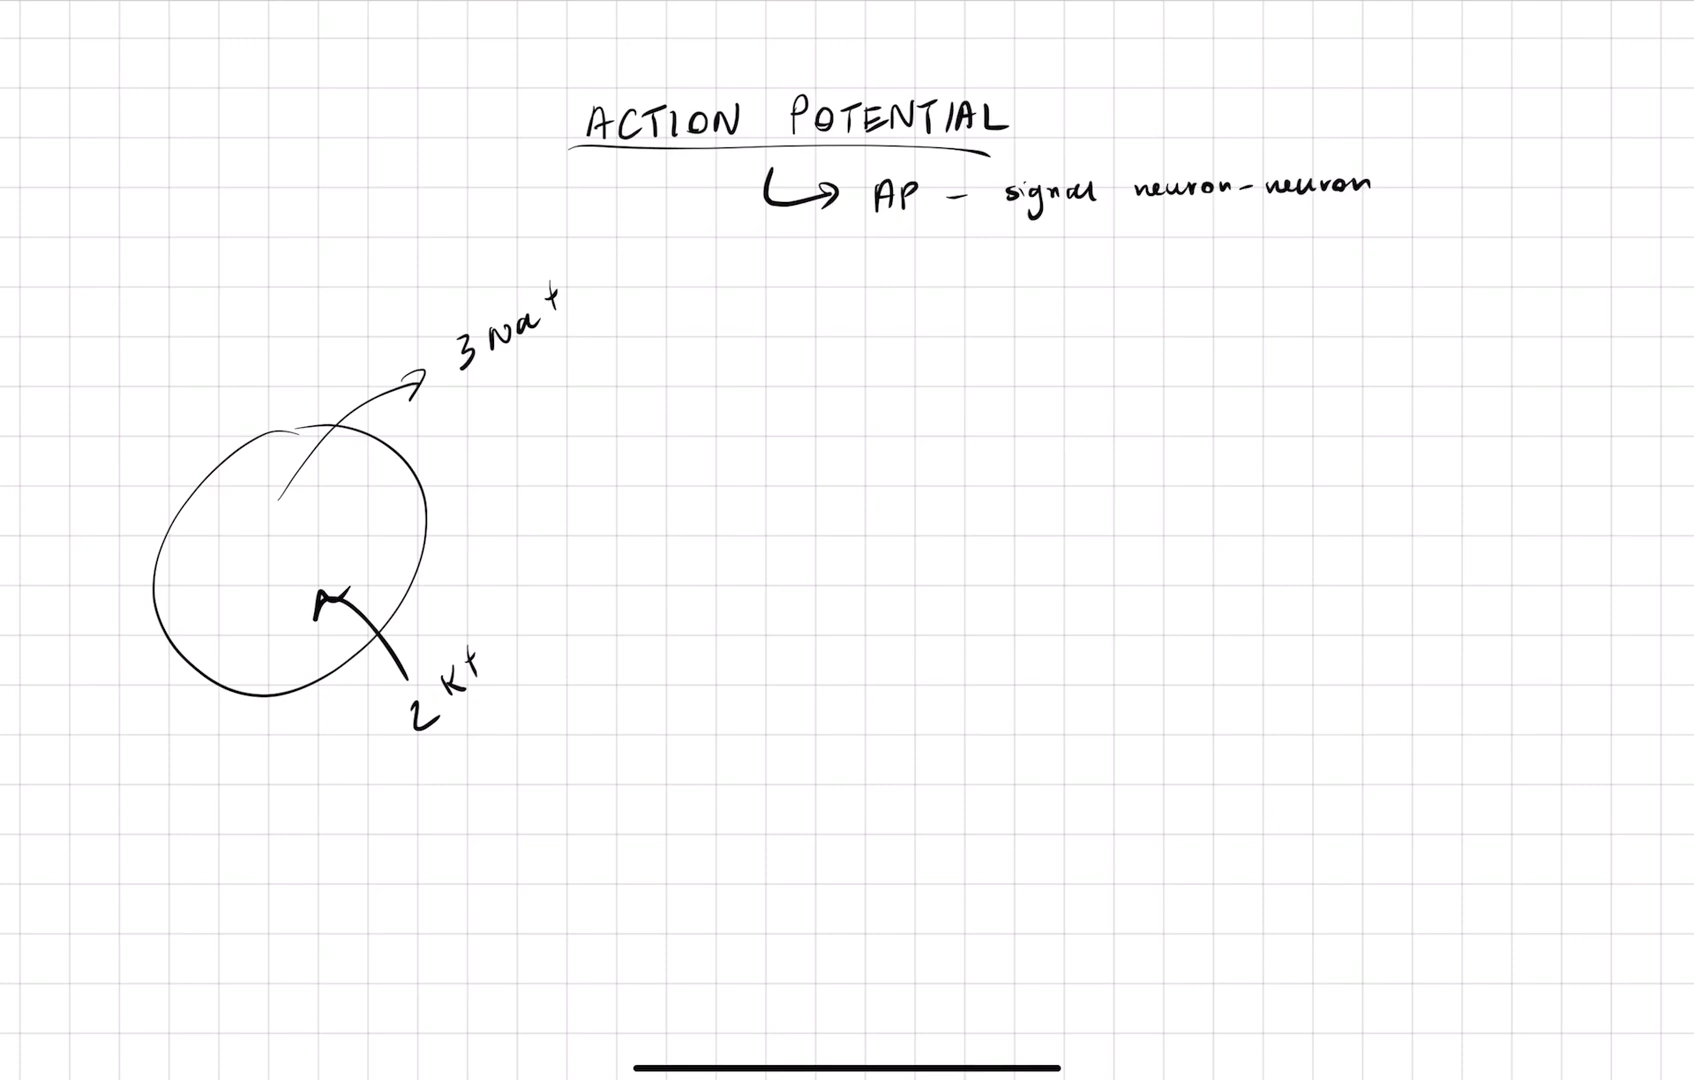 ACTION POTENTIAL
↳ AP - signal neuron-neuron
3 Na+
2 K+